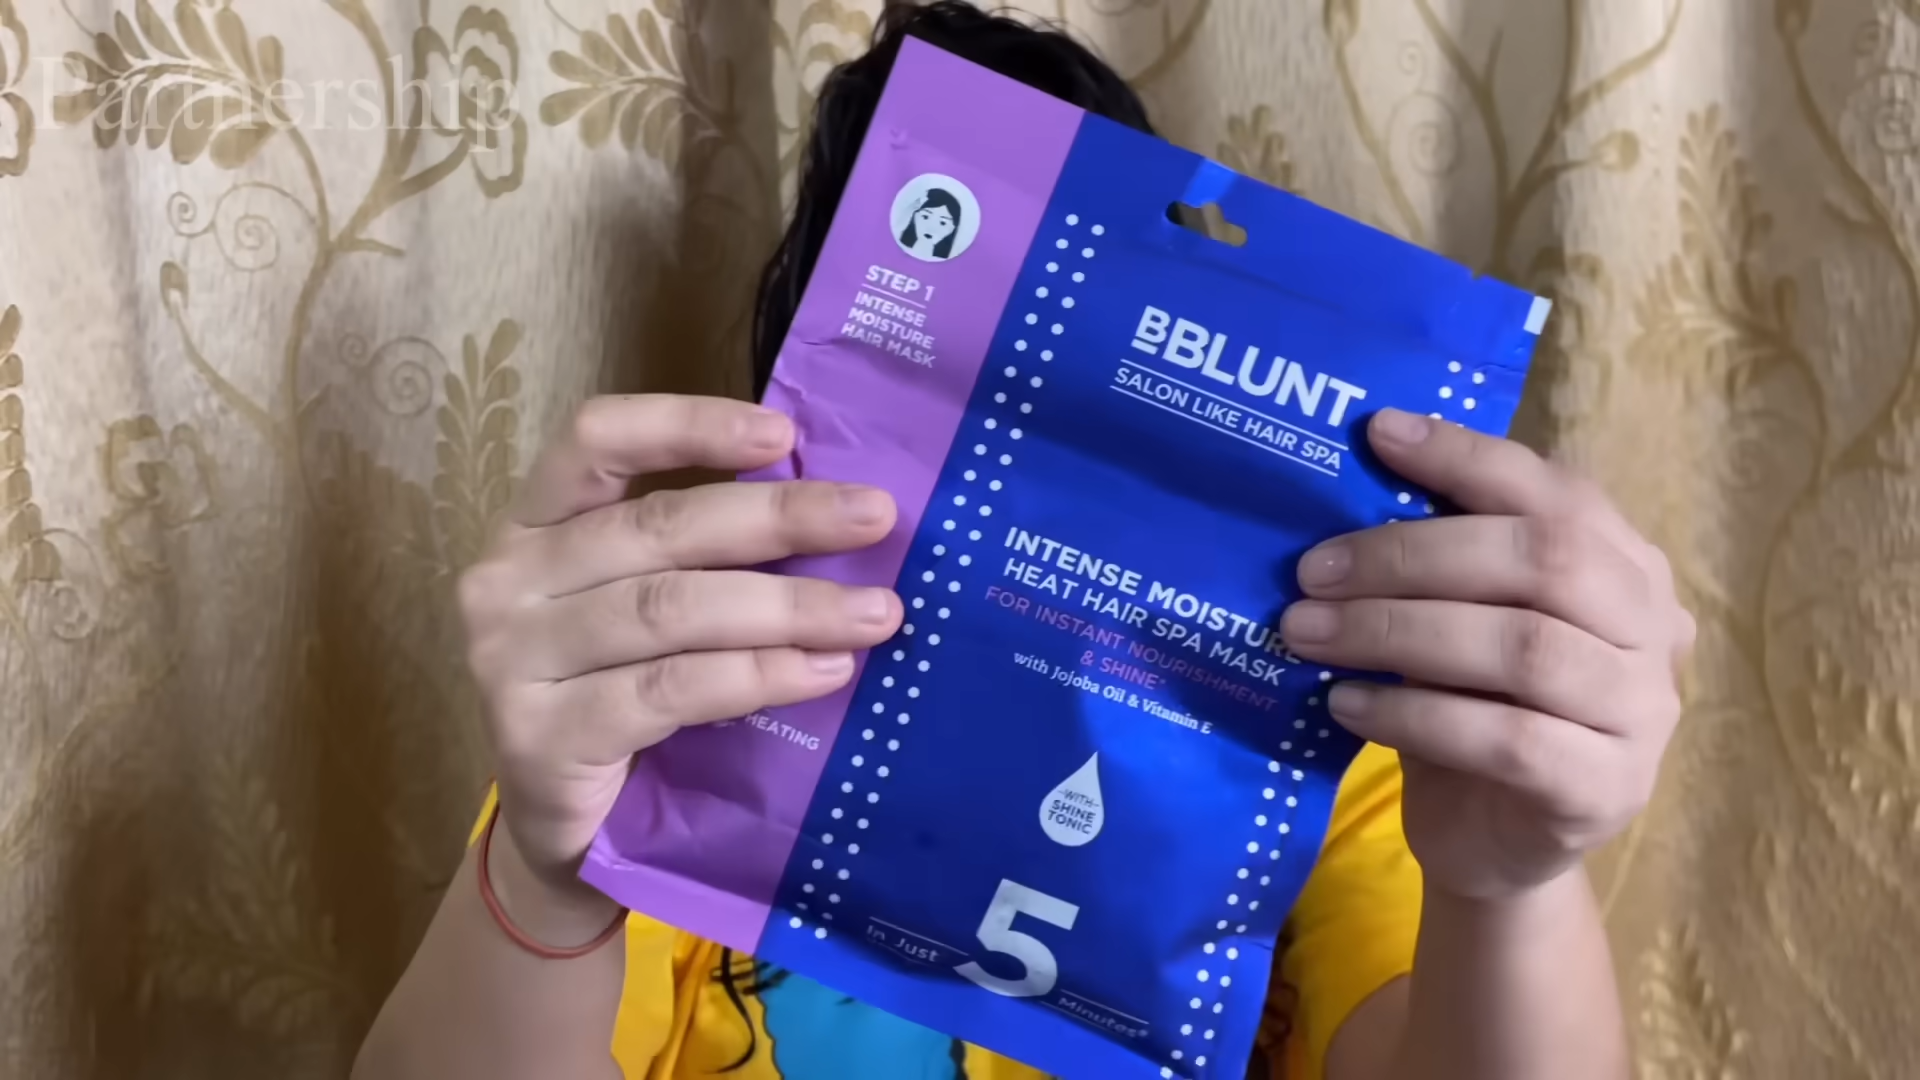 Partnership
STEP 1
INTENSE
MOISTURE
HAIR MASK
HEATING
BBLUNT
SALON LIKE HAIR SPA
INTENSE MOISTURE
HEAT HAIR SPA MASK
FOR INSTANT NOURISHMENT
& SHINE*
with Jojoba Oil & Vitamin E
-WITH-
SHINE
TONIC
In Just
5
Minutes*